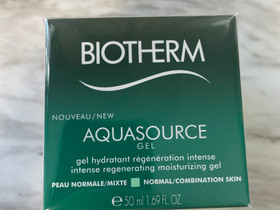 BIOTHERM
NOUVEAU/NEW
AQUASOURCE
GEL
gel hydratant régénération intense
intense regenerating moisturizing gel
PEAU NORMALE/MIXTE NORMAL/COMBINATION SKIN
50 ml 1.69 FL.OZ.